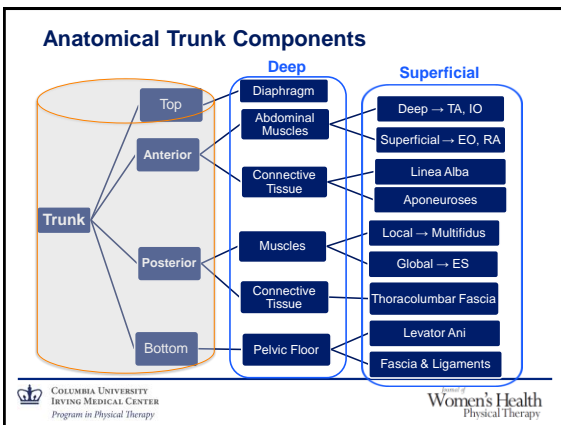 Anatomical Trunk Components
Deep
Superficial
Trunk
Top
Anterior
Posterior
Bottom
Diaphragm
Abdominal
Muscles
Connective
Tissue
Muscles
Connective
Tissue
Pelvic Floor
Deep → TA, IO
Superficial → EO, RA
Linea Alba
Aponeuroses
Local → Multifidus
Global → ES
Thoracolumbar Fascia
Levator Ani
Fascia & Ligaments
COLUMBIA UNIVERSITY
IRVING MEDICAL CENTER
Program in Physical Therapy
Journal of
Women's Health
Physical Therapy